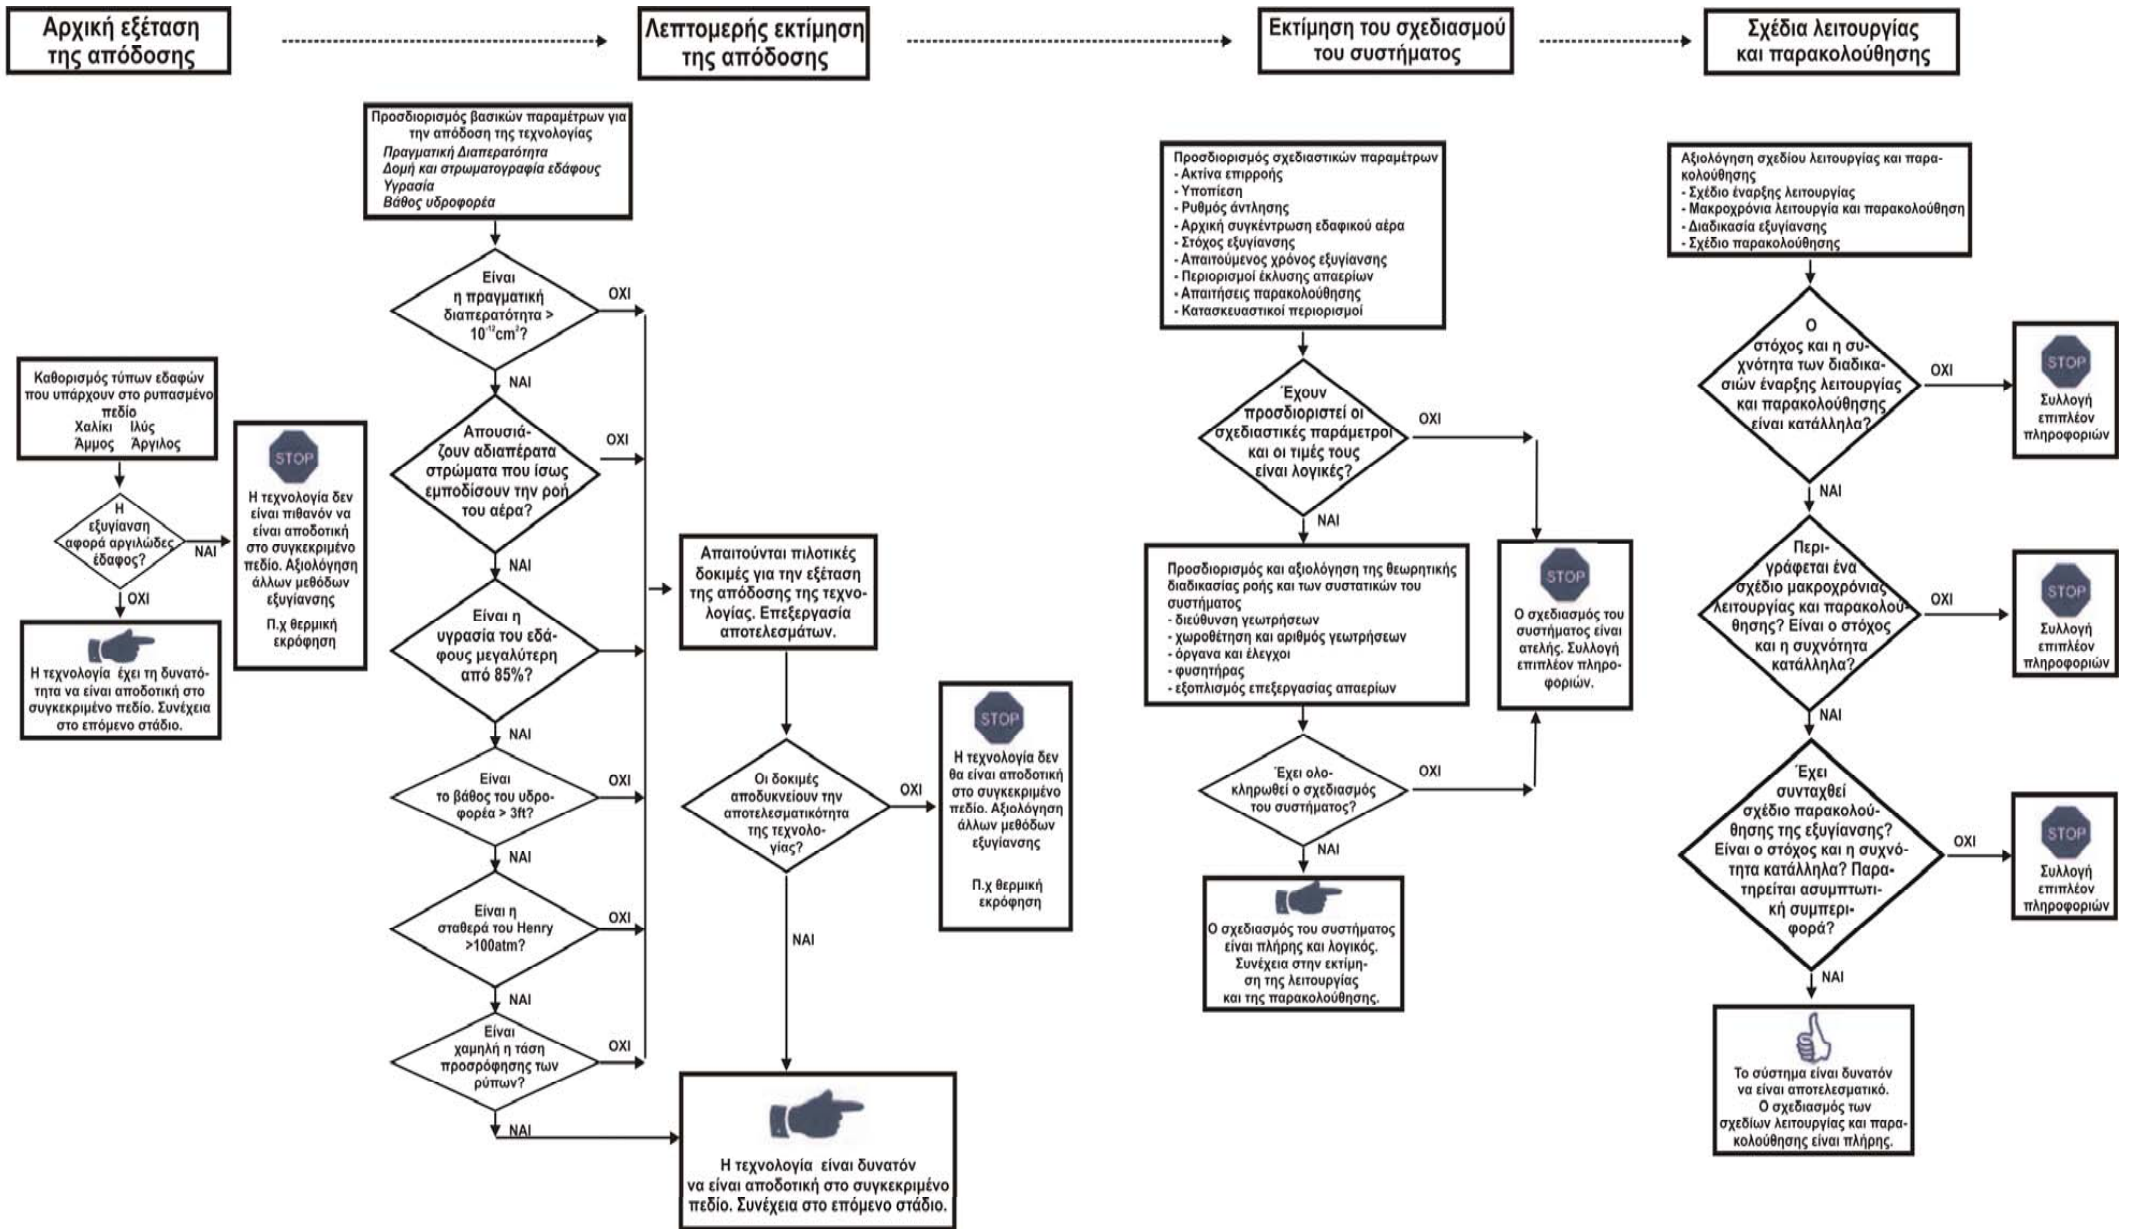 Αρχική εξέταση
της απόδοσης
Λεπτομερής εκτίμηση
της απόδοσης
Εκτίμηση του σχεδιασμού
του συστήματος
Σχέδια λειτουργίας
και παρακολούθησης
Καθορισμός τύπων εδαφών
που υπάρχουν στο ρυπασμένο
πεδίο
Χαλίκι Ιλύς
Άμμος Άργιλος
Η
εξυγίανση
αφορά αργιλώδες
έδαφος?
ΝΑΙ
ΟΧΙ
STOP
Η τεχνολογία δεν
είναι πιθανόν να
είναι αποδοτική
στο συγκεκριμένο
πεδίο. Αξιολόγηση
άλλων μεθόδων
εξυγίανσης
Π.χ θερμική
εκρόφηση
Η τεχνολογία έχει τη δυνατό-
τητα να είναι αποδοτική στο
συγκεκριμένο πεδίο. Συνέχεια
στο επόμενο στάδιο.
Προσδιορισμός βασικών παραμέτρων για
την απόδοση της τεχνολογίας
Πραγματική Διαπερατότητα
Δομή και στρωματογραφία εδάφους
Υγρασία
Βάθος υδροφορέα
Είναι
η πραγματική
διαπερατότητα >
10⁻¹²cm²?
ΟΧΙ
ΝΑΙ
Απουσιά-
ζουν αδιαπέρατα
στρώματα που ίσως
εμποδίσουν την ροή
του αέρα?
ΟΧΙ
ΝΑΙ
Είναι η
υγρασία του εδά-
φους μεγαλύτερη
από 85%?
ΝΑΙ
Είναι
το βάθος του υδρο-
φορέα > 3ft?
ΟΧΙ
ΝΑΙ
Είναι η
σταθερά του Henry
>100atm?
ΟΧΙ
ΝΑΙ
Είναι
χαμηλή η τάση
προσρόφησης των
ρύπων?
ΟΧΙ
ΝΑΙ
Απαιτούνται πιλοτικές
δοκιμές για την εξέταση
της απόδοσης της τεχνο-
λογίας. Επεξεργασία
αποτελεσμάτων.
Οι δοκιμές
αποδυκνείουν την
αποτελεσματικότητα
της τεχνολο-
γίας?
ΟΧΙ
ΝΑΙ
STOP
Η τεχνολογία δεν
θα είναι αποδοτική
στο συγκεκριμένο
πεδίο. Αξιολόγηση
άλλων μεθόδων
εξυγίανσης
Π.χ θερμική
εκρόφηση
Η τεχνολογία είναι δυνατόν
να είναι αποδοτική στο συγκεκριμένο
πεδίο. Συνέχεια στο επόμενο στάδιο.
Προσδιορισμός σχεδιαστικών παραμέτρων
- Ακτίνα επιρροής
- Υποπίεση
- Ρυθμός άντλησης
- Αρχική συγκέντρωση εδαφικού αέρα
- Στόχος εξυγίανσης
- Απαιτούμενος χρόνος εξυγίανσης
- Περιορισμοί έκλυσης απαερίων
- Απαιτήσεις παρακολούθησης
- Κατασκευαστικοί περιορισμοί
Έχουν
προσδιοριστεί οι
σχεδιαστικές παράμετροι
και οι τιμές τους
είναι λογικές?
ΟΧΙ
ΝΑΙ
Προσδιορισμός και αξιολόγηση της θεωρητικής
διαδικασίας ροής και των συστατικών του
συστήματος
- διεύθυνση γεωτρήσεων
- χωροθέτηση και αριθμός γεωτρήσεων
- όργανα και έλεγχοι
- φυσητήρας
- εξοπλισμός επεξεργασίας απαερίων
STOP
Ο σχεδιασμός του
συστήματος είναι
ατελής. Συλλογή
επιπλέον πληρο-
φοριών.
Έχει ολο-
κληρωθεί ο σχεδιασμός
του συστήματος?
ΟΧΙ
ΝΑΙ
Ο σχεδιασμός του συστήματος
είναι πλήρης και λογικός.
Συνέχεια στην εκτίμη-
ση της λειτουργίας
και της παρακολούθησης.
Αξιολόγηση σχεδίου λειτουργίας και παρα-
κολούθησης
- Σχέδιο έναρξης λειτουργίας
- Μακροχρόνια λειτουργία και παρακολούθηση
- Διαδικασία εξυγίανσης
- Σχέδιο παρακολούθησης
Ο
στόχος και η συ-
χνότητα των διαδικα-
σιών έναρξης λειτουργίας
και παρακολούθησης
είναι κατάλληλα?
ΟΧΙ
ΝΑΙ
STOP
Συλλογή
επιπλέον
πληροφοριών
Περι-
γράφεται ένα
σχέδιο μακροχρόνιας
λειτουργίας και παρακολού-
θησης? Είναι ο στόχος
και η συχνότητα
κατάλληλα?
ΟΧΙ
ΝΑΙ
STOP
Συλλογή
επιπλέον
πληροφοριών
Έχει
συνταχθεί
σχέδιο παρακολού-
θησης της εξυγίανσης?
Είναι ο στόχος και η συχνό-
τητα κατάλληλα? Παρα-
τηρείται ασυμπτωτι-
κή συμπερι-
φορά?
ΟΧΙ
ΝΑΙ
STOP
Συλλογή
επιπλέον
πληροφοριών
Το σύστημα είναι δυνατόν
να είναι αποτελεσματικό.
Ο σχεδιασμός των
σχεδίων λειτουργίας και παρα-
κολούθησης είναι πλήρης.